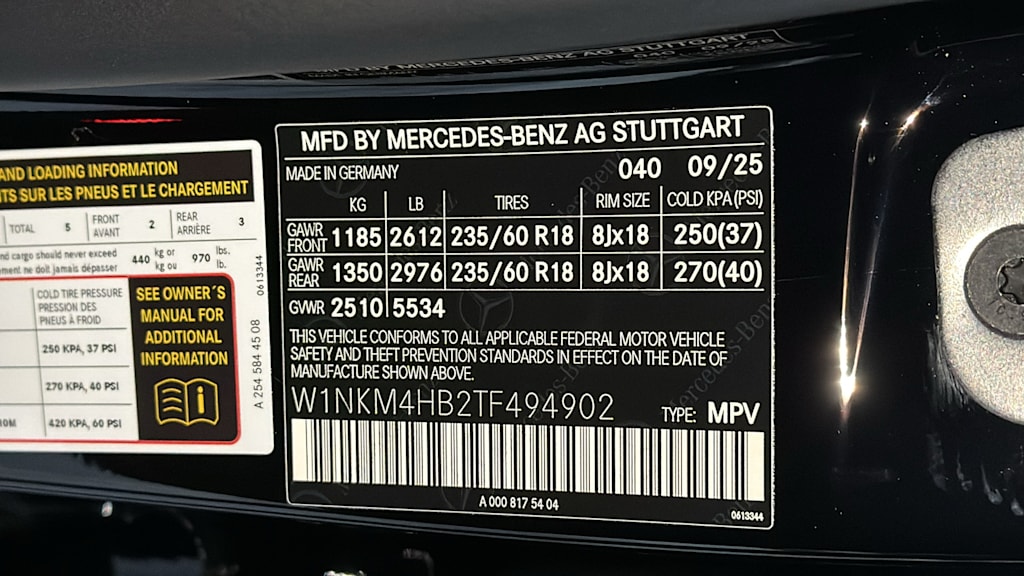 AND LOADING INFORMATION
TS SUR LES PNEUS ET LE CHARGEMENT
TOTAL 5 FRONT AVANT 2 REAR ARRIÈRE 3
nd cargo should never exceed
ment ne doit jamais dépasser
440 kg or kg ou 970 lbs. lb.
COLD TIRE PRESSURE
PRESSION DES
PNEUS À FROID
250 KPA, 37 PSI
270 KPA, 40 PSI
420 KPA, 60 PSI
SEE OWNER´S
MANUAL FOR
ADDITIONAL
INFORMATION
0613344
A 254 584 45 08
MFD BY MERCEDES-BENZ AG STUTTGART
MADE IN GERMANY 040 09/25
KG LB TIRES RIM SIZE COLD KPA (PSI)
GAWR FRONT 1185 2612 235/60 R18 8Jx18 250(37)
GAWR REAR 1350 2976 235/60 R18 8Jx18 270(40)
GVWR 2510 5534
THIS VEHICLE CONFORMS TO ALL APPLICABLE FEDERAL MOTOR VEHICLE
SAFETY AND THEFT PREVENTION STANDARDS IN EFFECT ON THE DATE OF
MANUFACTURE SHOWN ABOVE.
W1NKM4HB2TF494902 TYPE: MPV
A 000 817 54 04
0613344